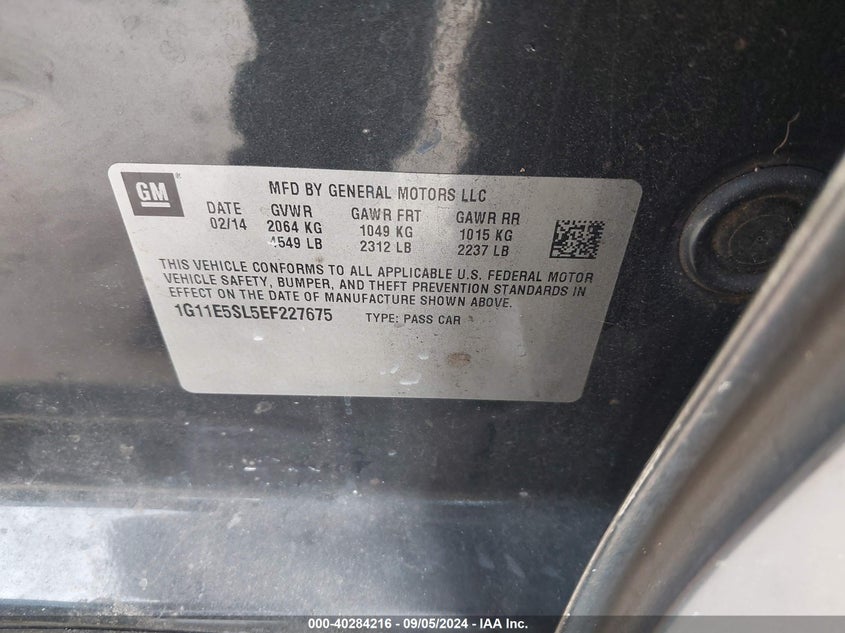 GM®
MFD BY GENERAL MOTORS LLC
DATE GVWR GAWR FRT GAWR RR
02/14 2064 KG 1049 KG 1015 KG
4549 LB 2312 LB 2237 LB
THIS VEHICLE CONFORMS TO ALL APPLICABLE U.S. FEDERAL MOTOR
VEHICLE SAFETY, BUMPER, AND THEFT PREVENTION STANDARDS IN
EFFECT ON THE DATE OF MANUFACTURE SHOWN ABOVE.
1G11E5SL5EF227675 TYPE: PASS CAR
000-40284216 - 09/05/2024 - IAA Inc.